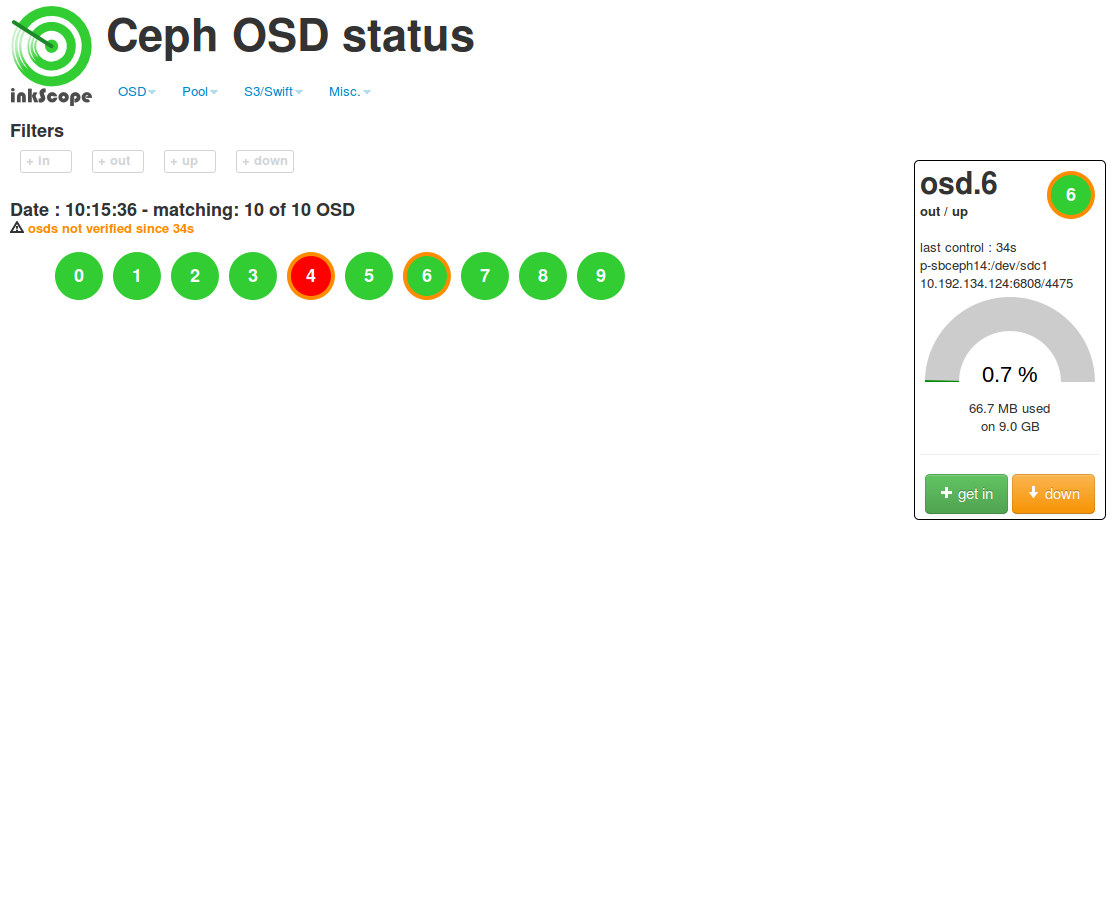 Ceph OSD status
inkScope
OSD Pool S3/Swift Misc.
Filters
+ in + out + up + down
Date : 10:15:36 - matching: 10 of 10 OSD
osds not verified since 34s
0 1 2 3 4 5 6 7 8 9
osd.6 6
out / up
last control : 34s
p-sbceph14:/dev/sdc1
10.192.134.124:6808/4475
0.7 %
66.7 MB used
on 9.0 GB
+ get in down